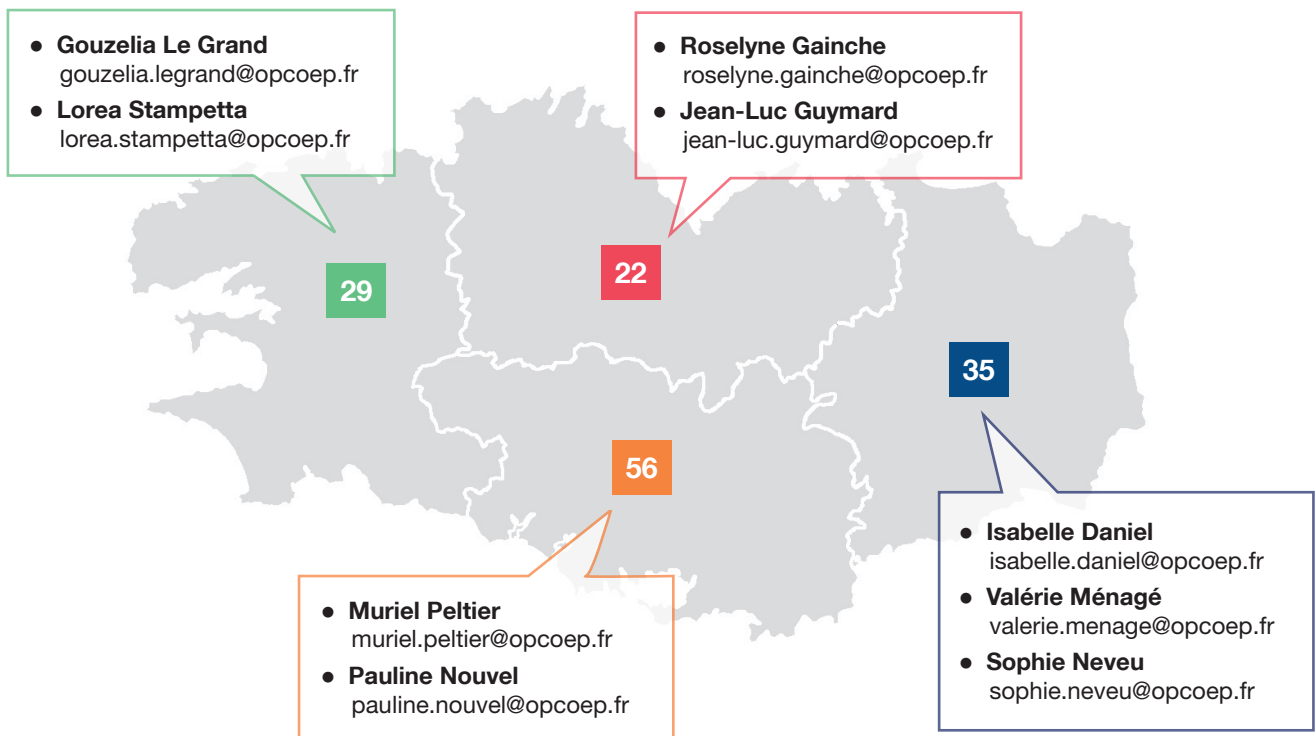 ● Gouzelia Le Grand
gouzelia.legrand@opcoep.fr
● Lorea Stampetta
lorea.stampetta@opcoep.fr
● Roselyne Gainche
roselyne.gainche@opcoep.fr
● Jean-Luc Guymard
jean-luc.guymard@opcoep.fr
29
22
35
56
● Muriel Peltier
muriel.peltier@opcoep.fr
● Pauline Nouvel
pauline.nouvel@opcoep.fr
● Isabelle Daniel
isabelle.daniel@opcoep.fr
● Valérie Ménagé
valerie.menage@opcoep.fr
● Sophie Neveu
sophie.neveu@opcoep.fr